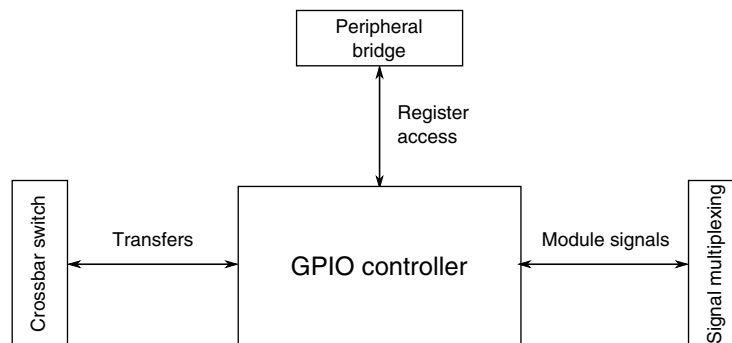 Peripheral
bridge
Register
access
Crossbar switch
Transfers
GPIO controller
Module signals
Signal multiplexing